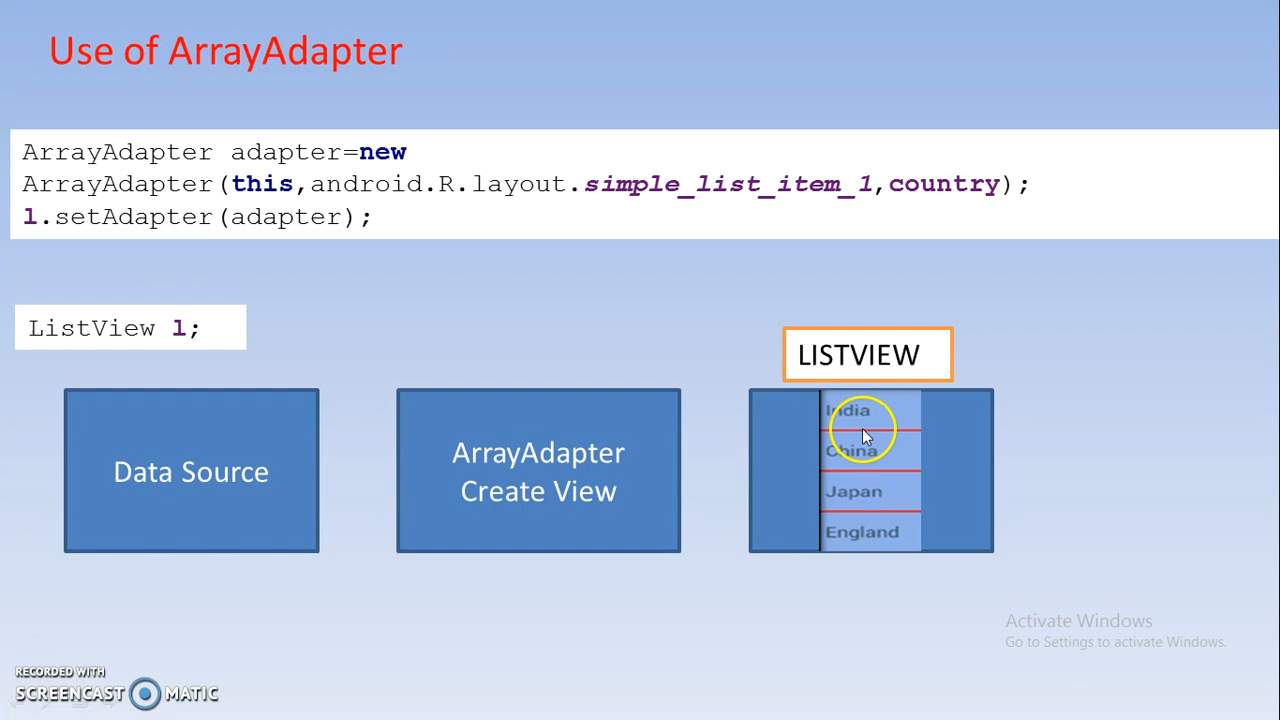 Use of ArrayAdapter
ArrayAdapter adapter=new
ArrayAdapter(this,android.R.layout.simple_list_item_1,country);
l.setAdapter(adapter);
ListView l;
LISTVIEW
Data Source
ArrayAdapter
Create View
India
China
Japan
England
Activate Windows
Go to Settings to activate Windows.
RECORDED WITH
SCREENCAST MATIC